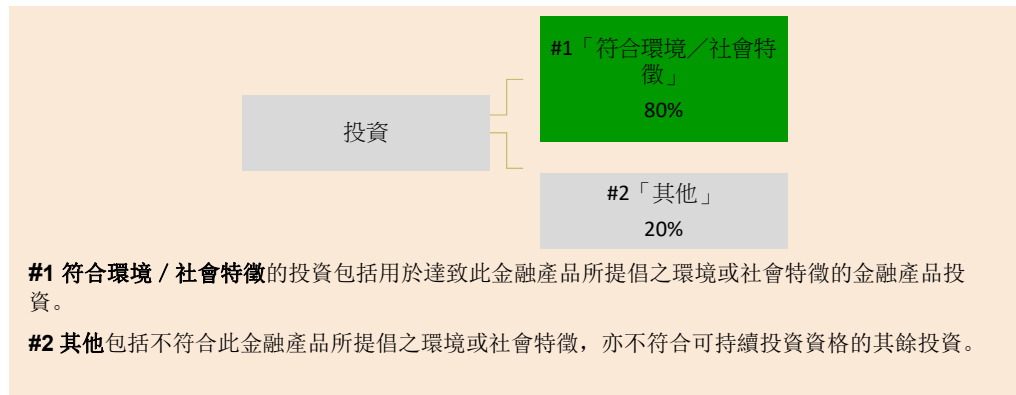 #1「符合環境／社會特
徵」
80%
投資
#2「其他」
20%
#1 符合環境 / 社會特徵的投資包括用於達致此金融產品所提倡之環境或社會特徵的金融產品投
資。
#2 其他包括不符合此金融產品所提倡之環境或社會特徵，亦不符合可持續投資資格的其餘投資。